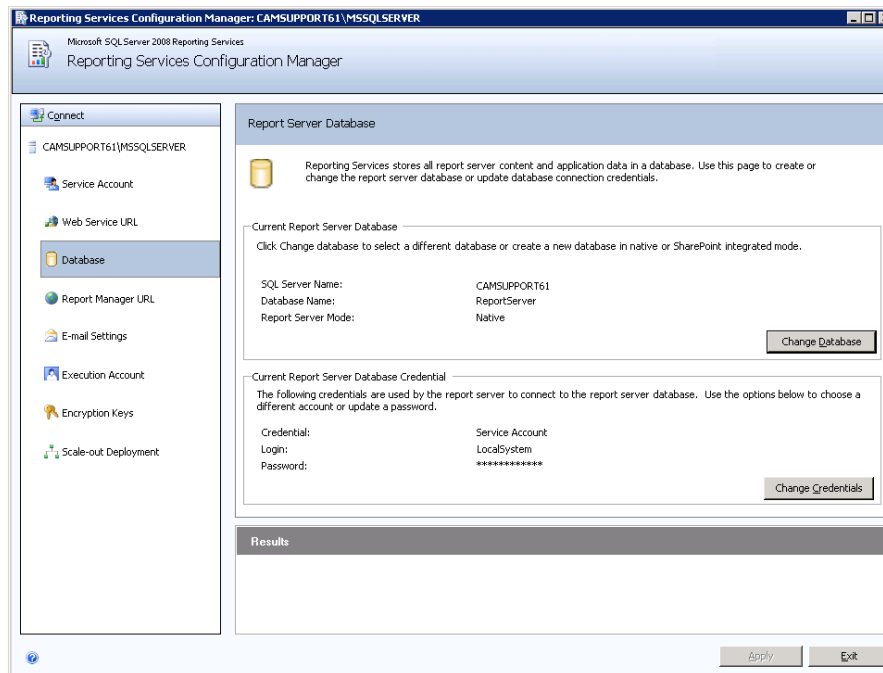 Reporting Services Configuration Manager: CAMSUPPORT61\MSSQLSERVER
Microsoft SQL Server 2008 Reporting Services
Reporting Services Configuration Manager
Connect
CAMSUPPORT61\MSSQLSERVER
Service Account
Web Service URL
Database
Report Manager URL
E-mail Settings
Execution Account
Encryption Keys
Scale-out Deployment
Report Server Database
Reporting Services stores all report server content and application data in a database. Use this page to create or
change the report server database or update database connection credentials.
Current Report Server Database
Click Change database to select a different database or create a new database in native or SharePoint integrated mode.
SQL Server Name: CAMSUPPORT61
Database Name: ReportServer
Report Server Mode: Native
Change Database
Current Report Server Database Credential
The following credentials are used by the report server to connect to the report server database. Use the options below to choose a
different account or update a password.
Credential: Service Account
Login: LocalSystem
Password: ************
Change Credentials
Results
Apply Exit